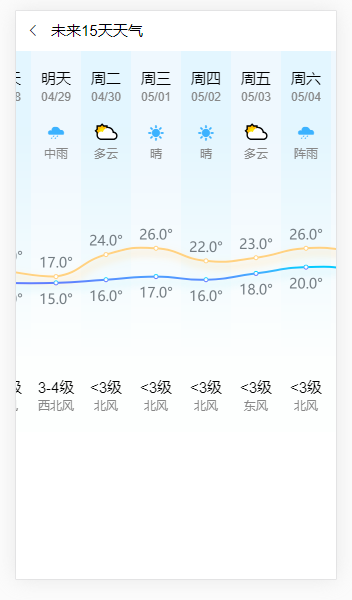 未来15天天气
天 明天 周二 周三 周四 周五 周六
8 04/29 04/30 05/01 05/02 05/03 05/04
中雨 多云 晴 晴 多云 阵雨
17.0° 24.0° 26.0° 22.0° 23.0° 26.0°
15.0° 16.0° 17.0° 16.0° 18.0° 20.0°
级 3-4级 <3级 <3级 <3级 <3级 <3级
西北风 北风 北风 北风 东风 北风